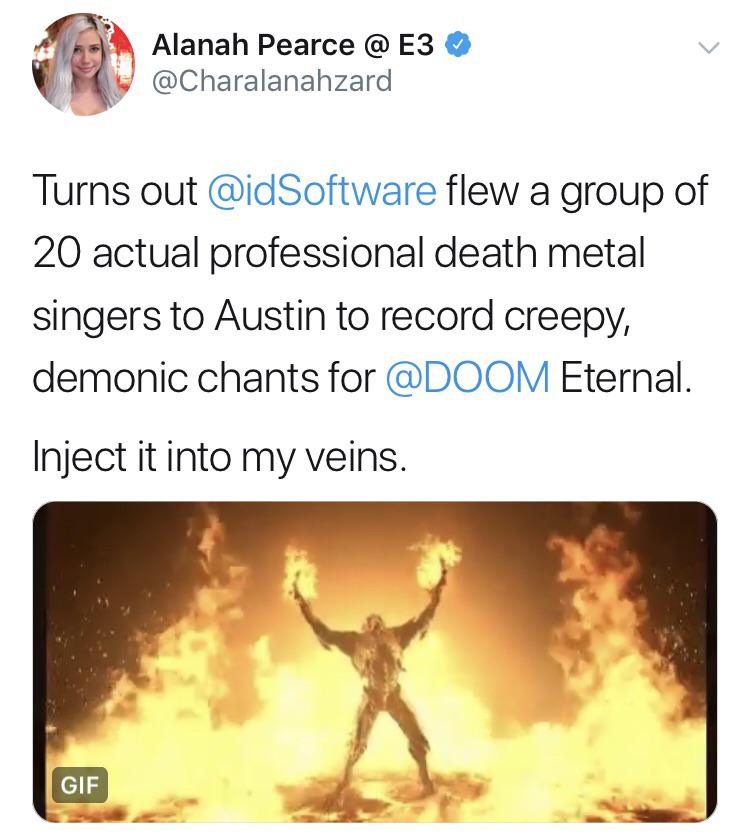 Alanah Pearce @ E3
@Charalanahzard
Turns out @idSoftware flew a group of
20 actual professional death metal
singers to Austin to record creepy,
demonic chants for @DOOM Eternal.
Inject it into my veins.
GIF